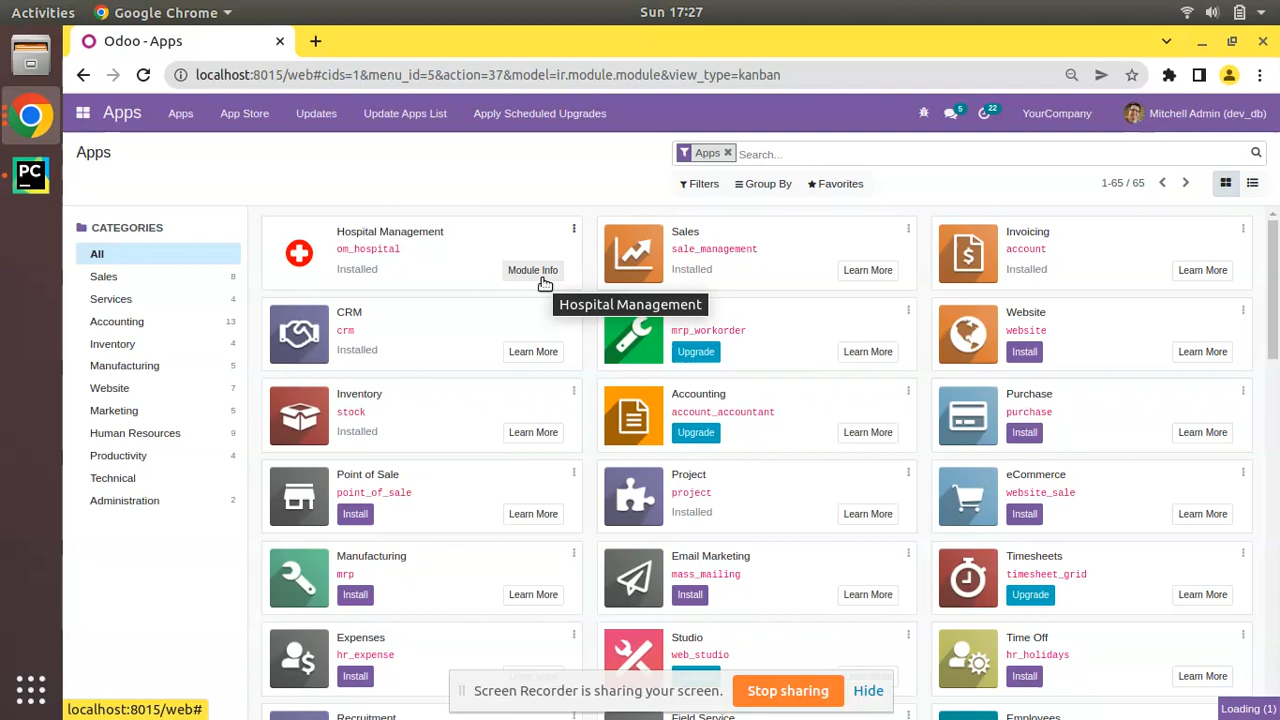 Activities
Google Chrome
Sun 17:27
Odoo - Apps
localhost:8015/web#cids=1&menu_id=5&action=37&model=ir.module.module&view_type=kanban
Apps
Apps
App Store
Updates
Update Apps List
Apply Scheduled Upgrades
5
22
YourCompany
Mitchell Admin (dev_db)
Apps
Apps
Search...
Filters
Group By
Favorites
1-65 / 65
CATEGORIES
All
Sales 8
Services 4
Accounting 13
Inventory 4
Manufacturing 5
Website 7
Marketing 5
Human Resources 9
Productivity 4
Technical
Administration 2
Hospital Management
om_hospital
Installed
Module Info
Hospital Management
Sales
sale_management
Installed
Learn More
Invoicing
account
Installed
Learn More
CRM
crm
Installed
Learn More
mrp_workorder
Upgrade
Learn More
Website
website
Install
Learn More
Inventory
stock
Installed
Learn More
Accounting
account_accountant
Upgrade
Learn More
Purchase
purchase
Install
Learn More
Point of Sale
point_of_sale
Install
Learn More
Project
project
Installed
Learn More
eCommerce
website_sale
Install
Learn More
Manufacturing
mrp
Install
Learn More
Email Marketing
mass_mailing
Install
Learn More
Timesheets
timesheet_grid
Upgrade
Learn More
Expenses
hr_expense
Install
Studio
web_studio
Time Off
hr_holidays
Install
Learn More
Recruitment
Field Service
Employees
PC
Screen Recorder is sharing your screen.
Stop sharing
Hide
localhost:8015/web#
Loading (1)